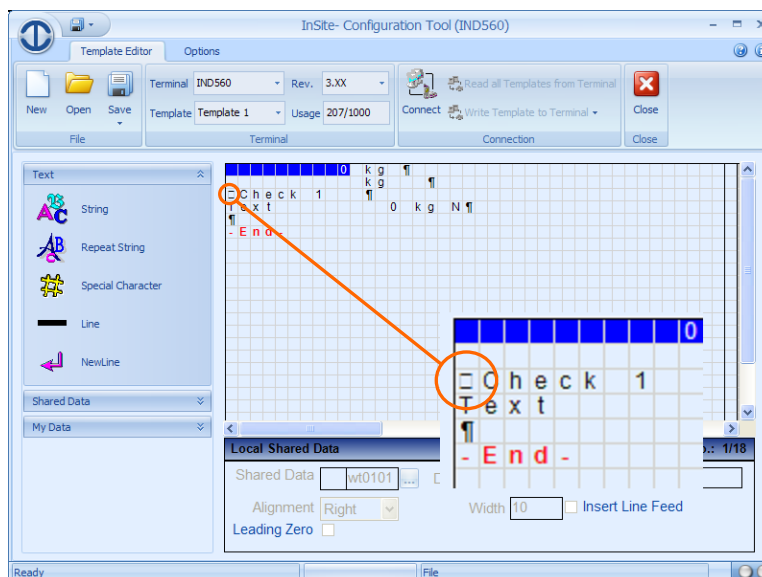 InSite- Configuration Tool (IND560)
Template Editor Options
New Open Save
File
Terminal IND560 Rev. 3.XX
Template Template 1 Usage 207/1000
Terminal
Connect
Read all Templates from Terminal
Write Template to Terminal
Connection
Close
Close
Text
String
Repeat String
Special Character
Line
NewLine
Shared Data
My Data
0 kg ¶
kg ¶
□Check 1 ¶
Text 0 kg N¶
¶
-End-
0
□Check 1
Text
¶
-End-
Local Shared Data .: 1/18
Shared Data wt0101 ...
Alignment Right Width 10 Insert Line Feed
Leading Zero
Ready File